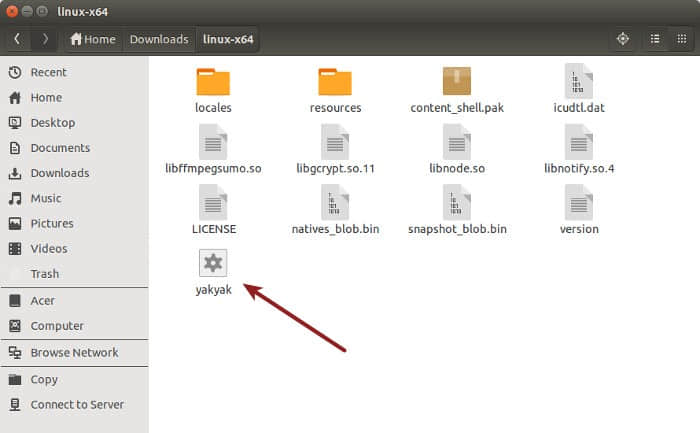 linux-x64
Home Downloads linux-x64
Recent
Home
Desktop
Documents
Downloads
Music
Pictures
Videos
Trash
Acer
Computer
Browse Network
Copy
Connect to Server
locales resources content_shell.pak icudtl.dat
libffmpegsumo.so libgcrypt.so.11 libnode.so libnotify.so.4
LICENSE natives_blob.bin snapshot_blob.bin version
yakyak